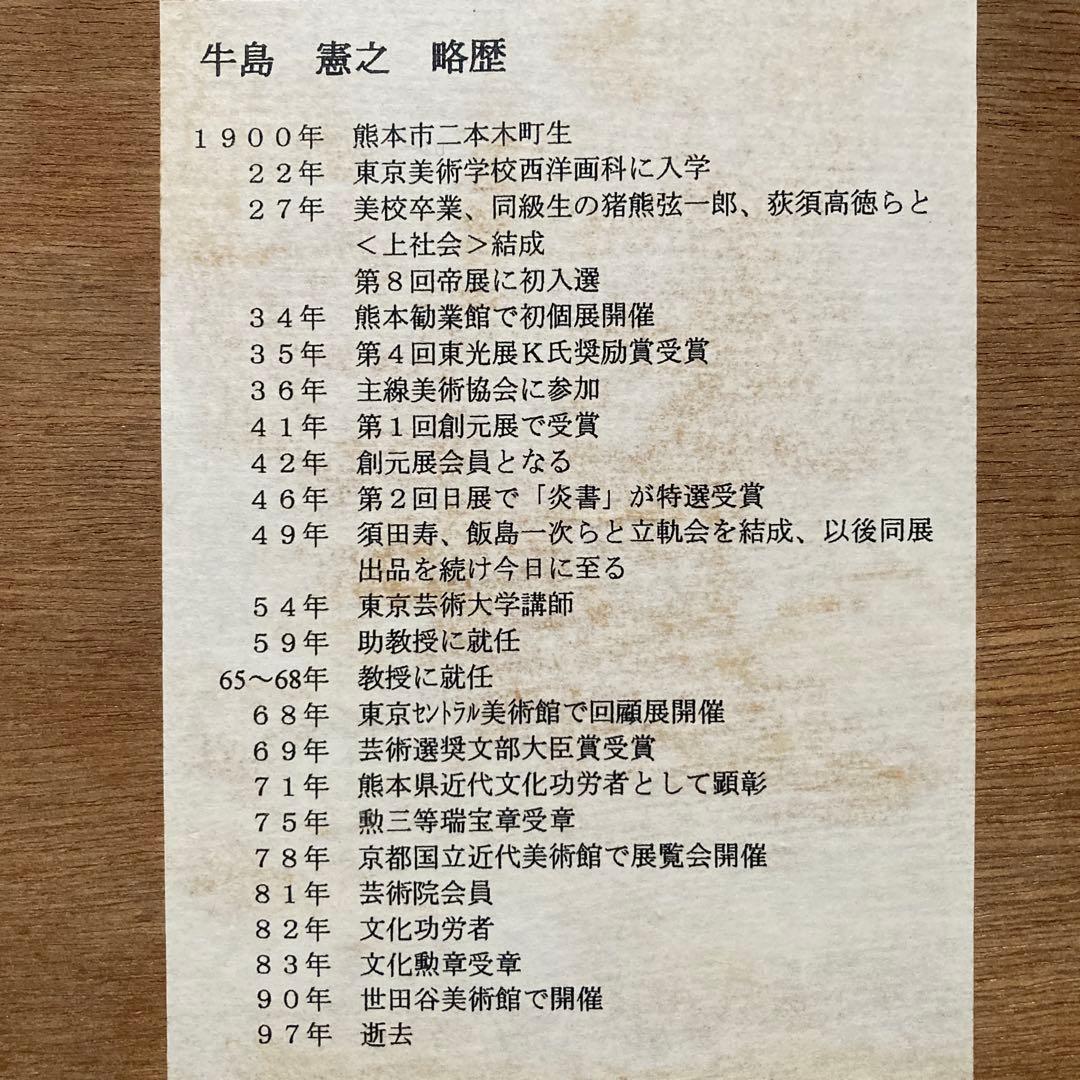 牛島　憲之　略歴
１９００年　熊本市二本木町生
２２年　東京美術学校西洋画科に入学
２７年　美校卒業、同級生の猪熊弦一郎、荻須高徳らと
＜上社会＞結成
第８回帝展に初入選
３４年　熊本勧業館で初個展開催
３５年　第４回東光展Ｋ氏奨励賞受賞
３６年　主線美術協会に参加
４１年　第１回創元展で受賞
４２年　創元展会員となる
４６年　第２回日展で「炎書」が特選受賞
４９年　須田寿、飯島一次らと立軌会を結成、以後同展
出品を続け今日に至る
５４年　東京芸術大学講師
５９年　助教授に就任
65～68年　教授に就任
６８年　東京ｾﾝﾄﾗﾙ美術館で回顧展開催
６９年　芸術選奨文部大臣賞受賞
７１年　熊本県近代文化功労者として顕彰
７５年　勲三等瑞宝章受章
７８年　京都国立近代美術館で展覧会開催
８１年　芸術院会員
８２年　文化功労者
８３年　文化勲章受章
９０年　世田谷美術館で開催
９７年　逝去